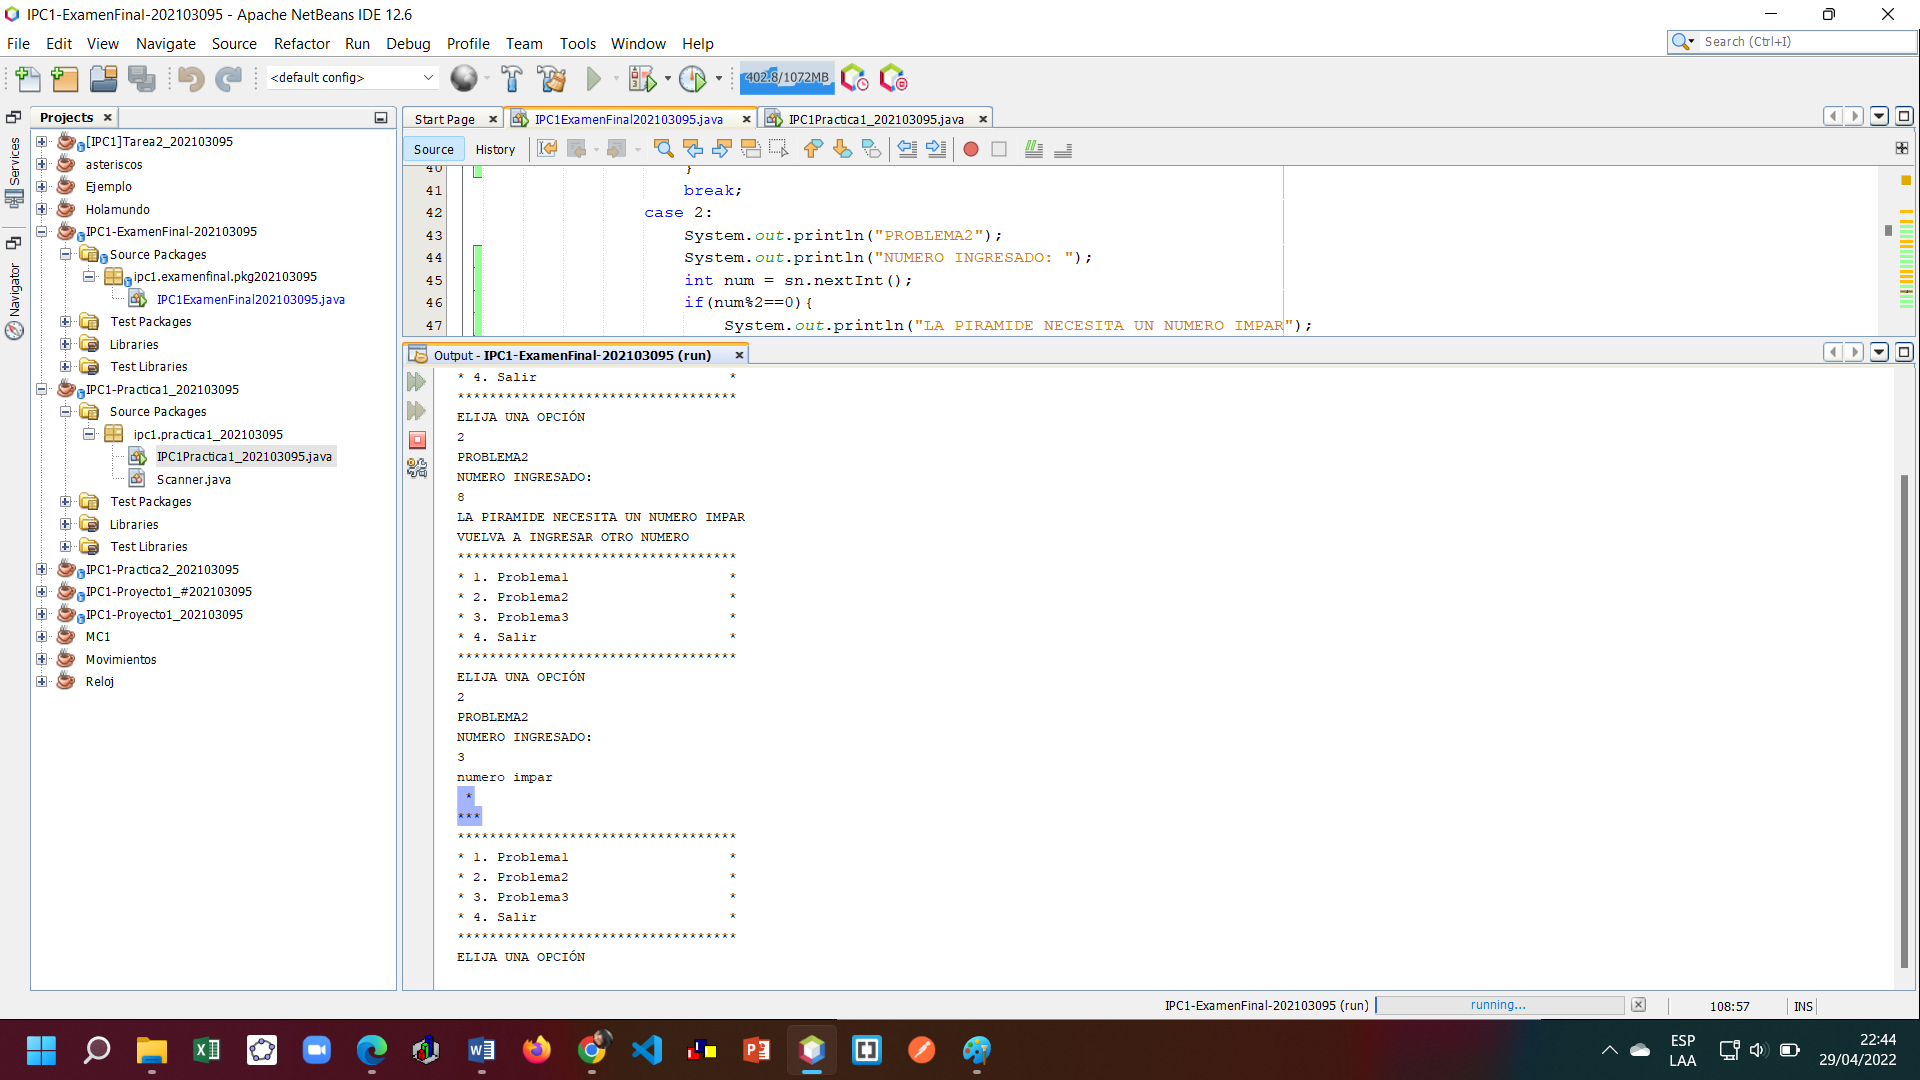 IPC1-ExamenFinal-202103095 - Apache NetBeans IDE 12.6
File Edit View Navigate Source Refactor Run Debug Profile Team Tools Window Help
Search (Ctrl+I)
<default config>
402.8/1072MB
Services
Navigator
Projects
[IPC1]Tarea2_202103095
asteriscos
Ejemplo
Holamundo
IPC1-ExamenFinal-202103095
Source Packages
ipc1.examenfinal.pkg202103095
IPC1ExamenFinal202103095.java
Test Packages
Libraries
Test Libraries
IPC1-Practica1_202103095
Source Packages
ipc1.practica1_202103095
IPC1Practica1_202103095.java
Scanner.java
Test Packages
Libraries
Test Libraries
IPC1-Practica2_202103095
IPC1-Proyecto1_#202103095
IPC1-Proyecto1_202103095
MC1
Movimientos
Reloj
Start Page
IPC1ExamenFinal202103095.java
IPC1Practica1_202103095.java
Source History
40 }
41 break;
42 case 2:
43 System.out.println("PROBLEMA2");
44 System.out.println("NUMERO INGRESADO: ");
45 int num = sn.nextInt();
46 if(num%2==0){
47 System.out.println("LA PIRAMIDE NECESITA UN NUMERO IMPAR");
Output - IPC1-ExamenFinal-202103095 (run)
* 4. Salir *
***********************************
ELIJA UNA OPCIÓN
2
PROBLEMA2
NUMERO INGRESADO:
8
LA PIRAMIDE NECESITA UN NUMERO IMPAR
VUELVA A INGRESAR OTRO NUMERO
***********************************
* 1. Problema1 *
* 2. Problema2 *
* 3. Problema3 *
* 4. Salir *
***********************************
ELIJA UNA OPCIÓN
2
PROBLEMA2
NUMERO INGRESADO:
3
numero impar
*
***
***********************************
* 1. Problema1 *
* 2. Problema2 *
* 3. Problema3 *
* 4. Salir *
***********************************
ELIJA UNA OPCIÓN
IPC1-ExamenFinal-202103095 (run)
running...
108:57
INS
ESP
LAA
22:44
29/04/2022